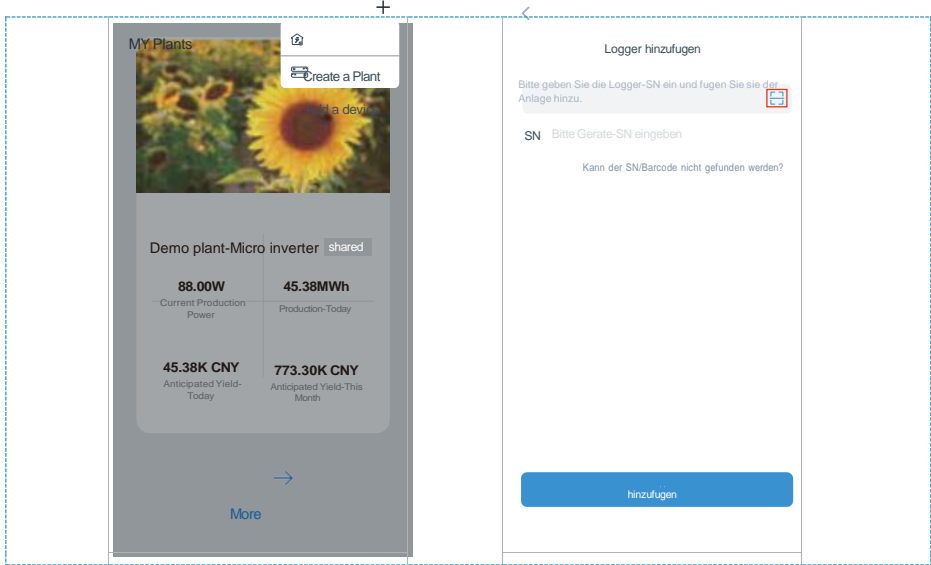 MY Plants
Create a Plant
Add a device
Demo plant-Micro inverter shared
88.00W
Current Production
Power
45.38MWh
Production-Today
45.38K CNY
Anticipated Yield-
Today
773.30K CNY
Anticipated Yield-This
Month
More
Logger hinzufugen
Bitte geben Sie die Logger-SN ein und fugen Sie sie der
Anlage hinzu.
SN Bitte Gerate-SN eingeben
Kann der SN/Barcode nicht gefunden werden?
hinzufugen